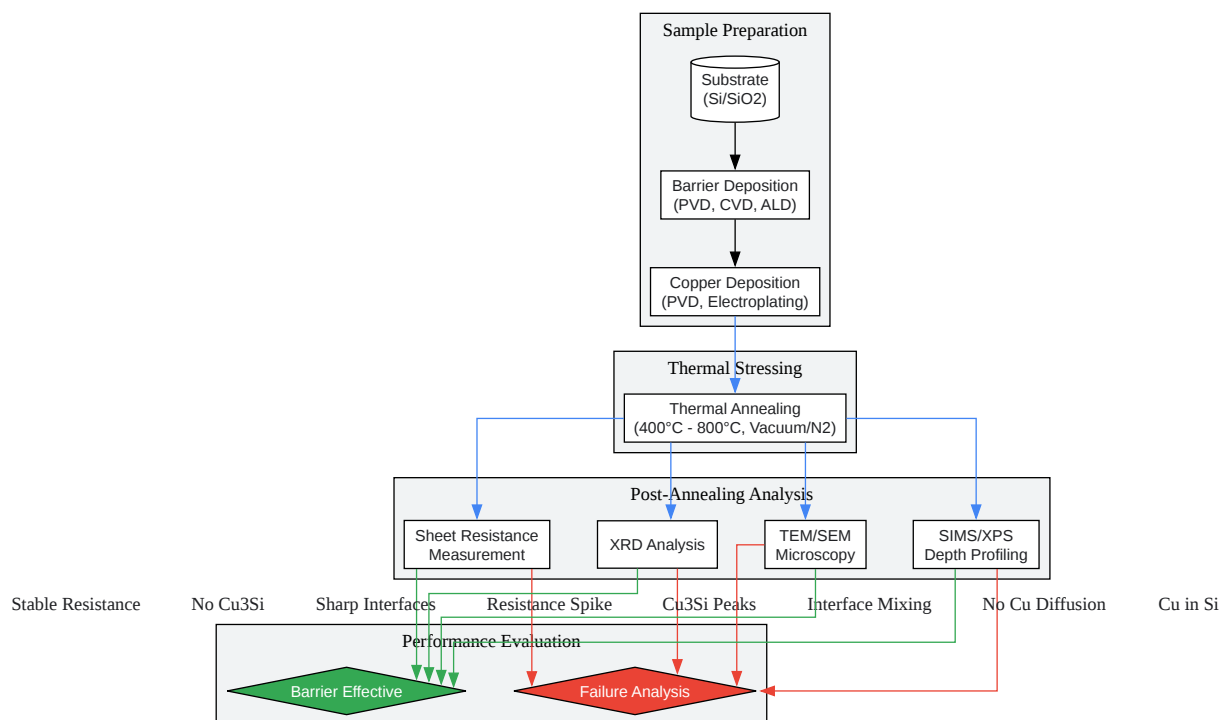 Sample Preparation
Substrate
(Si/SiO2)
Barrier Deposition
(PVD, CVD, ALD)
Copper Deposition
(PVD, Electroplating)
Thermal Stressing
Thermal Annealing
(400°C - 800°C, Vacuum/N2)
Post-Annealing Analysis
Sheet Resistance
Measurement
XRD Analysis
TEM/SEM
Microscopy
SIMS/XPS
Depth Profiling
Stable Resistance
No Cu3Si
Sharp Interfaces
Resistance Spike
Cu3Si Peaks
Interface Mixing
No Cu Diffusion
Cu in Si
Performance Evaluation
Barrier Effective
Failure Analysis